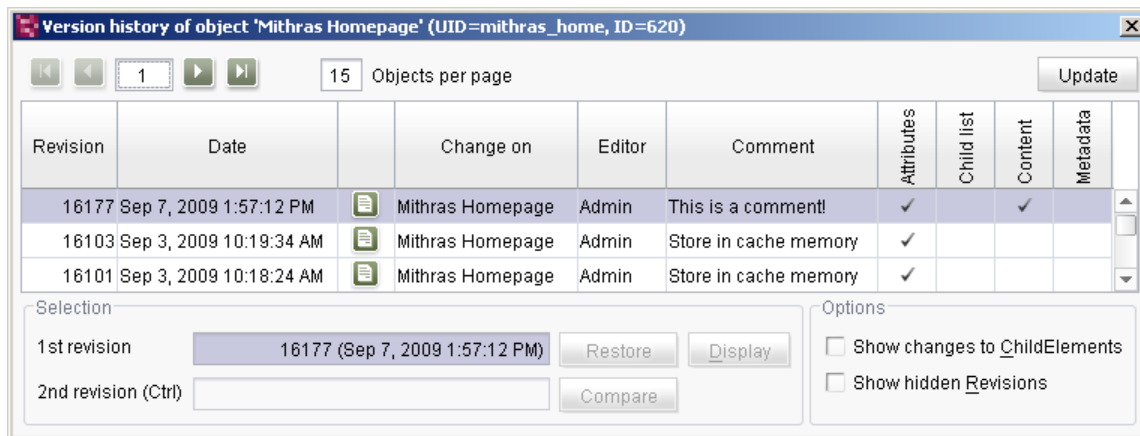 Version history of object 'Mithras Homepage' (UID=mithras_home, ID=620)
1 15 Objects per page Update
Revision Date Change on Editor Comment Attributes Child list Content Metadata
16177 Sep 7, 2009 1:57:12 PM Mithras Homepage Admin This is a comment! ✓ ✓
16103 Sep 3, 2009 10:19:34 AM Mithras Homepage Admin Store in cache memory ✓
16101 Sep 3, 2009 10:18:24 AM Mithras Homepage Admin Store in cache memory ✓
Selection Options
1st revision 16177 (Sep 7, 2009 1:57:12 PM) Restore Display Show changes to ChildElements
2nd revision (Ctrl) Compare Show hidden Revisions